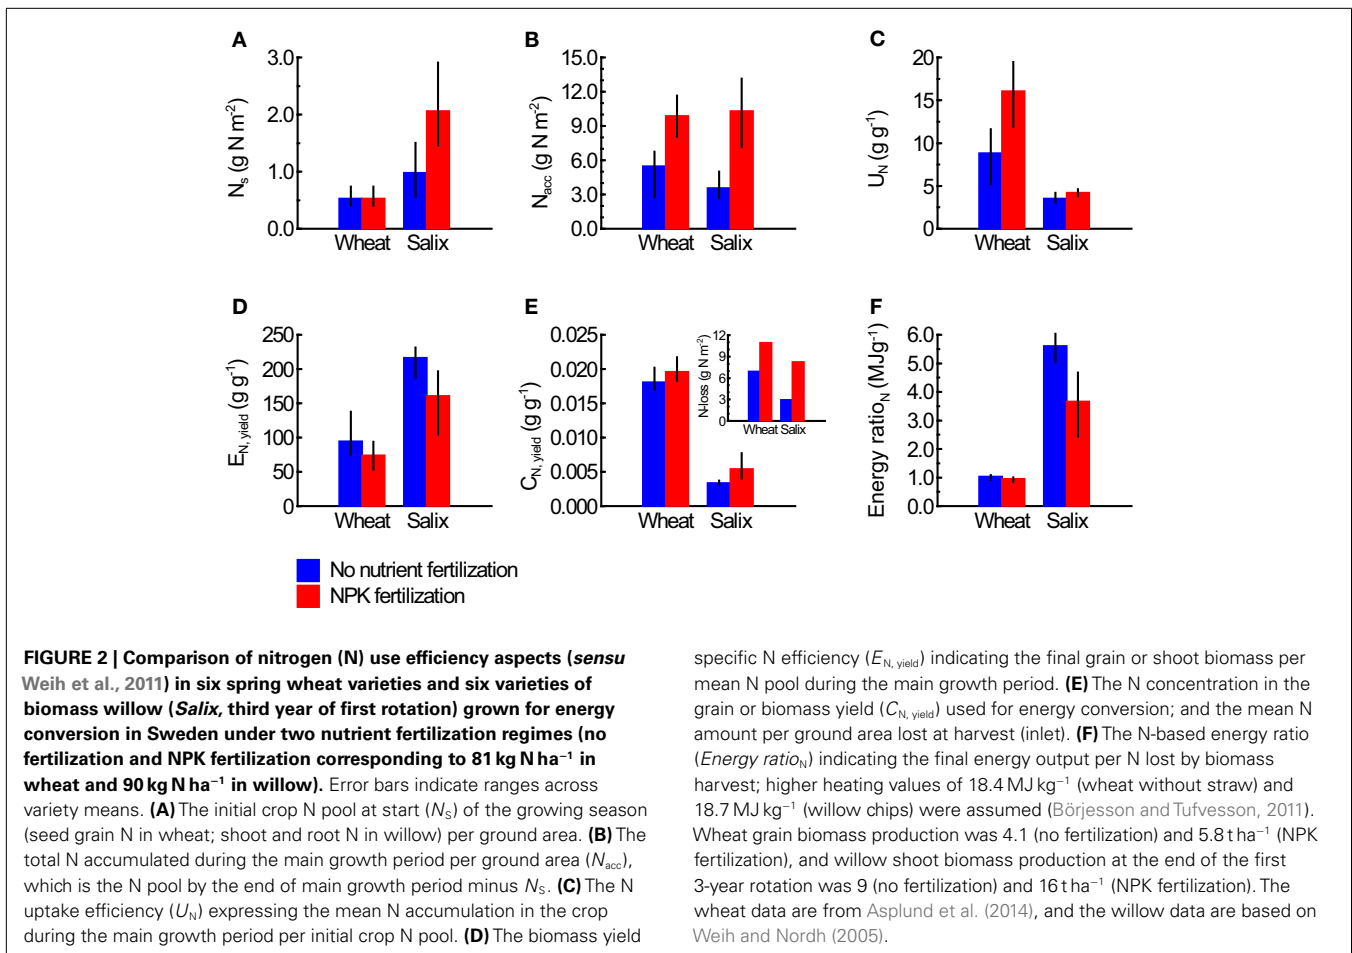 A
3.0
2.0
1.0
0.0
N_s (g N m⁻²)
Wheat
Salix
B
15.0
12.0
9.0
6.0
3.0
0.0
N_acc (g N m⁻²)
Wheat
Salix
C
20
15
10
5
0
U_N (g g⁻¹)
Wheat
Salix
D
250
200
150
100
50
0
E_N, yield (g g⁻¹)
Wheat
Salix
E
0.025
0.020
0.015
0.010
0.005
0.000
C_N, yield (g g⁻¹)
Wheat
Salix
12
9
6
3
0
N-loss (g N m⁻²)
Wheat
Salix
F
6.0
5.0
4.0
3.0
2.0
1.0
0.0
Energy ratio_N (MJg⁻¹)
Wheat
Salix
No nutrient fertilization
NPK fertilization
FIGURE 2 | Comparison of nitrogen (N) use efficiency aspects (sensu
Weih et al., 2011) in six spring wheat varieties and six varieties of
biomass willow (Salix, third year of first rotation) grown for energy
conversion in Sweden under two nutrient fertilization regimes (no
fertilization and NPK fertilization corresponding to 81 kg N ha⁻¹ in
wheat and 90 kg N ha⁻¹ in willow). Error bars indicate ranges across
variety means. (A) The initial crop N pool at start (N_S) of the growing season
(seed grain N in wheat; shoot and root N in willow) per ground area. (B) The
total N accumulated during the main growth period per ground area (N_acc),
which is the N pool by the end of main growth period minus N_S. (C) The N
uptake efficiency (U_N) expressing the mean N accumulation in the crop
during the main growth period per initial crop N pool. (D) The biomass yield
specific N efficiency (E_N, yield) indicating the final grain or shoot biomass per
mean N pool during the main growth period. (E) The N concentration in the
grain or biomass yield (C_N, yield) used for energy conversion; and the mean N
amount per ground area lost at harvest (inlet). (F) The N-based energy ratio
(Energy ratio_N) indicating the final energy output per N lost by biomass
harvest; higher heating values of 18.4 MJ kg⁻¹ (wheat without straw) and
18.7 MJ kg⁻¹ (willow chips) were assumed (Börjesson and Tufvesson, 2011).
Wheat grain biomass production was 4.1 (no fertilization) and 5.8 t ha⁻¹ (NPK
fertilization), and willow shoot biomass production at the end of the first
3-year rotation was 9 (no fertilization) and 16 t ha⁻¹ (NPK fertilization). The
wheat data are from Asplund et al. (2014), and the willow data are based on
Weih and Nordh (2005).